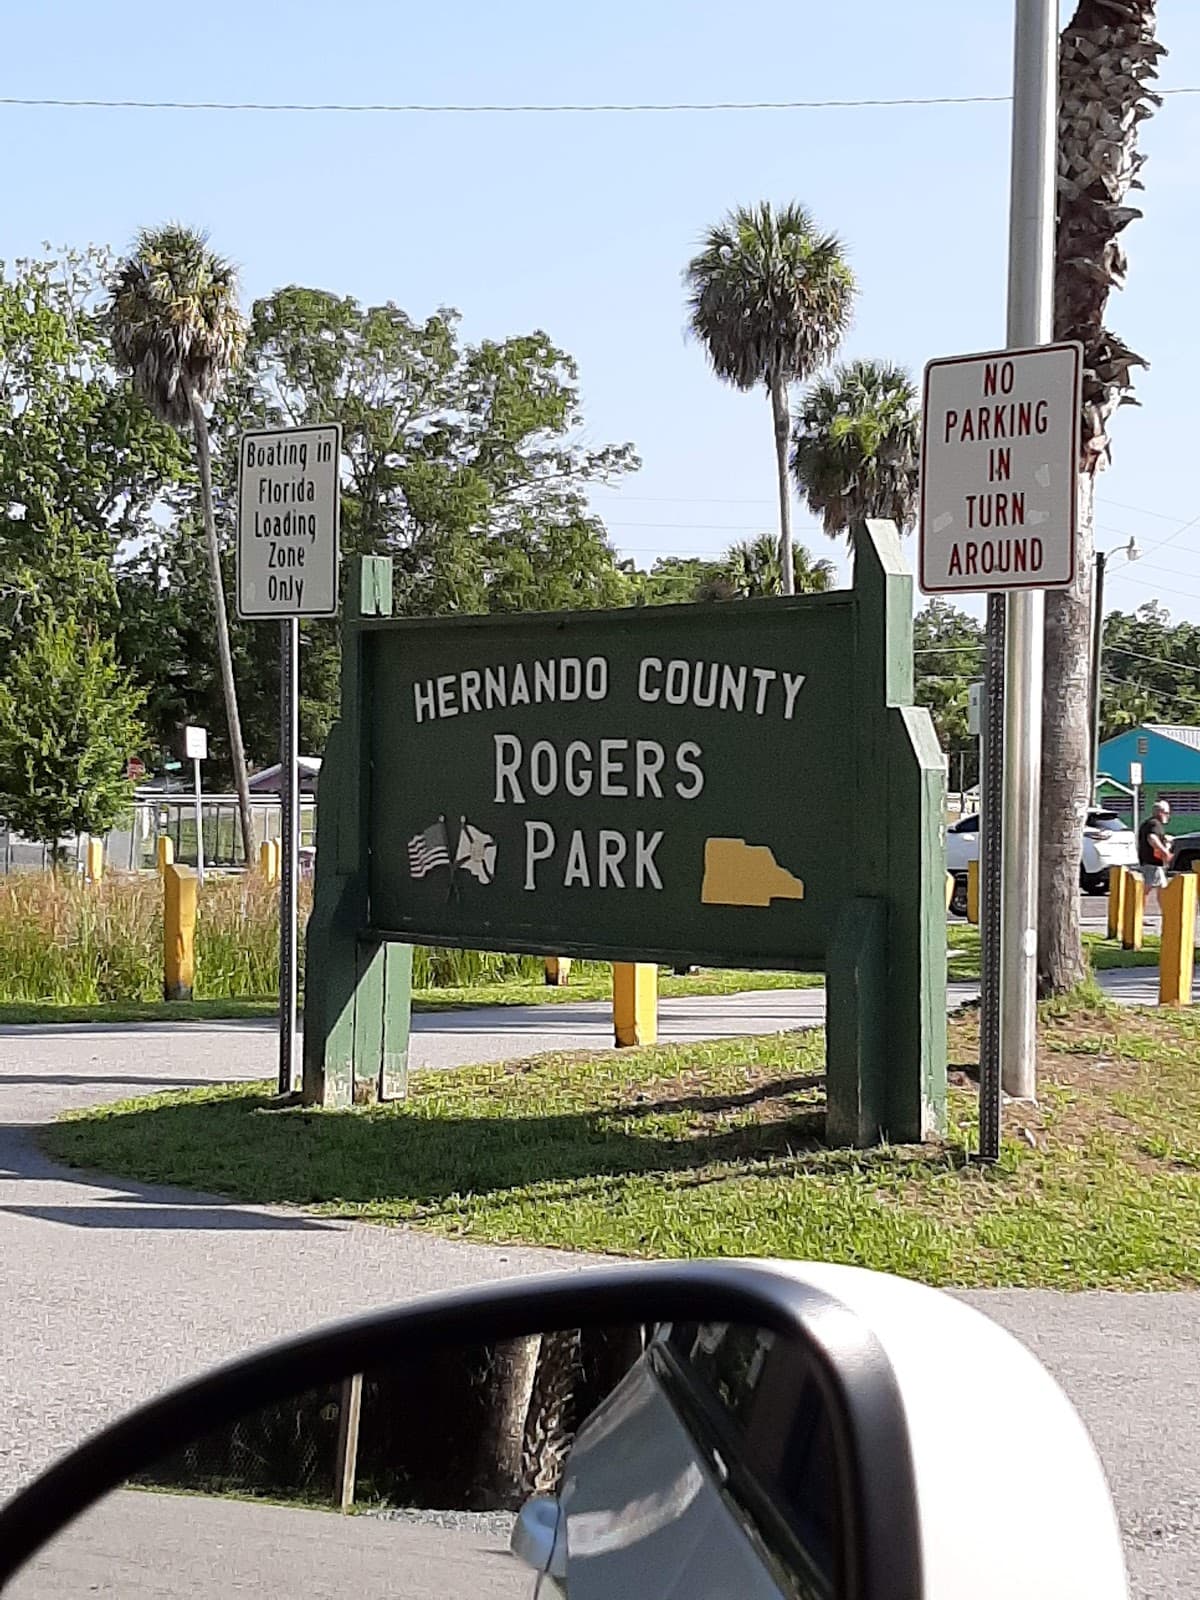 Boating in
Florida
Loading
Zone
Only
HERNANDO COUNTY
ROGERS
PARK
NO
PARKING
IN
TURN
AROUND